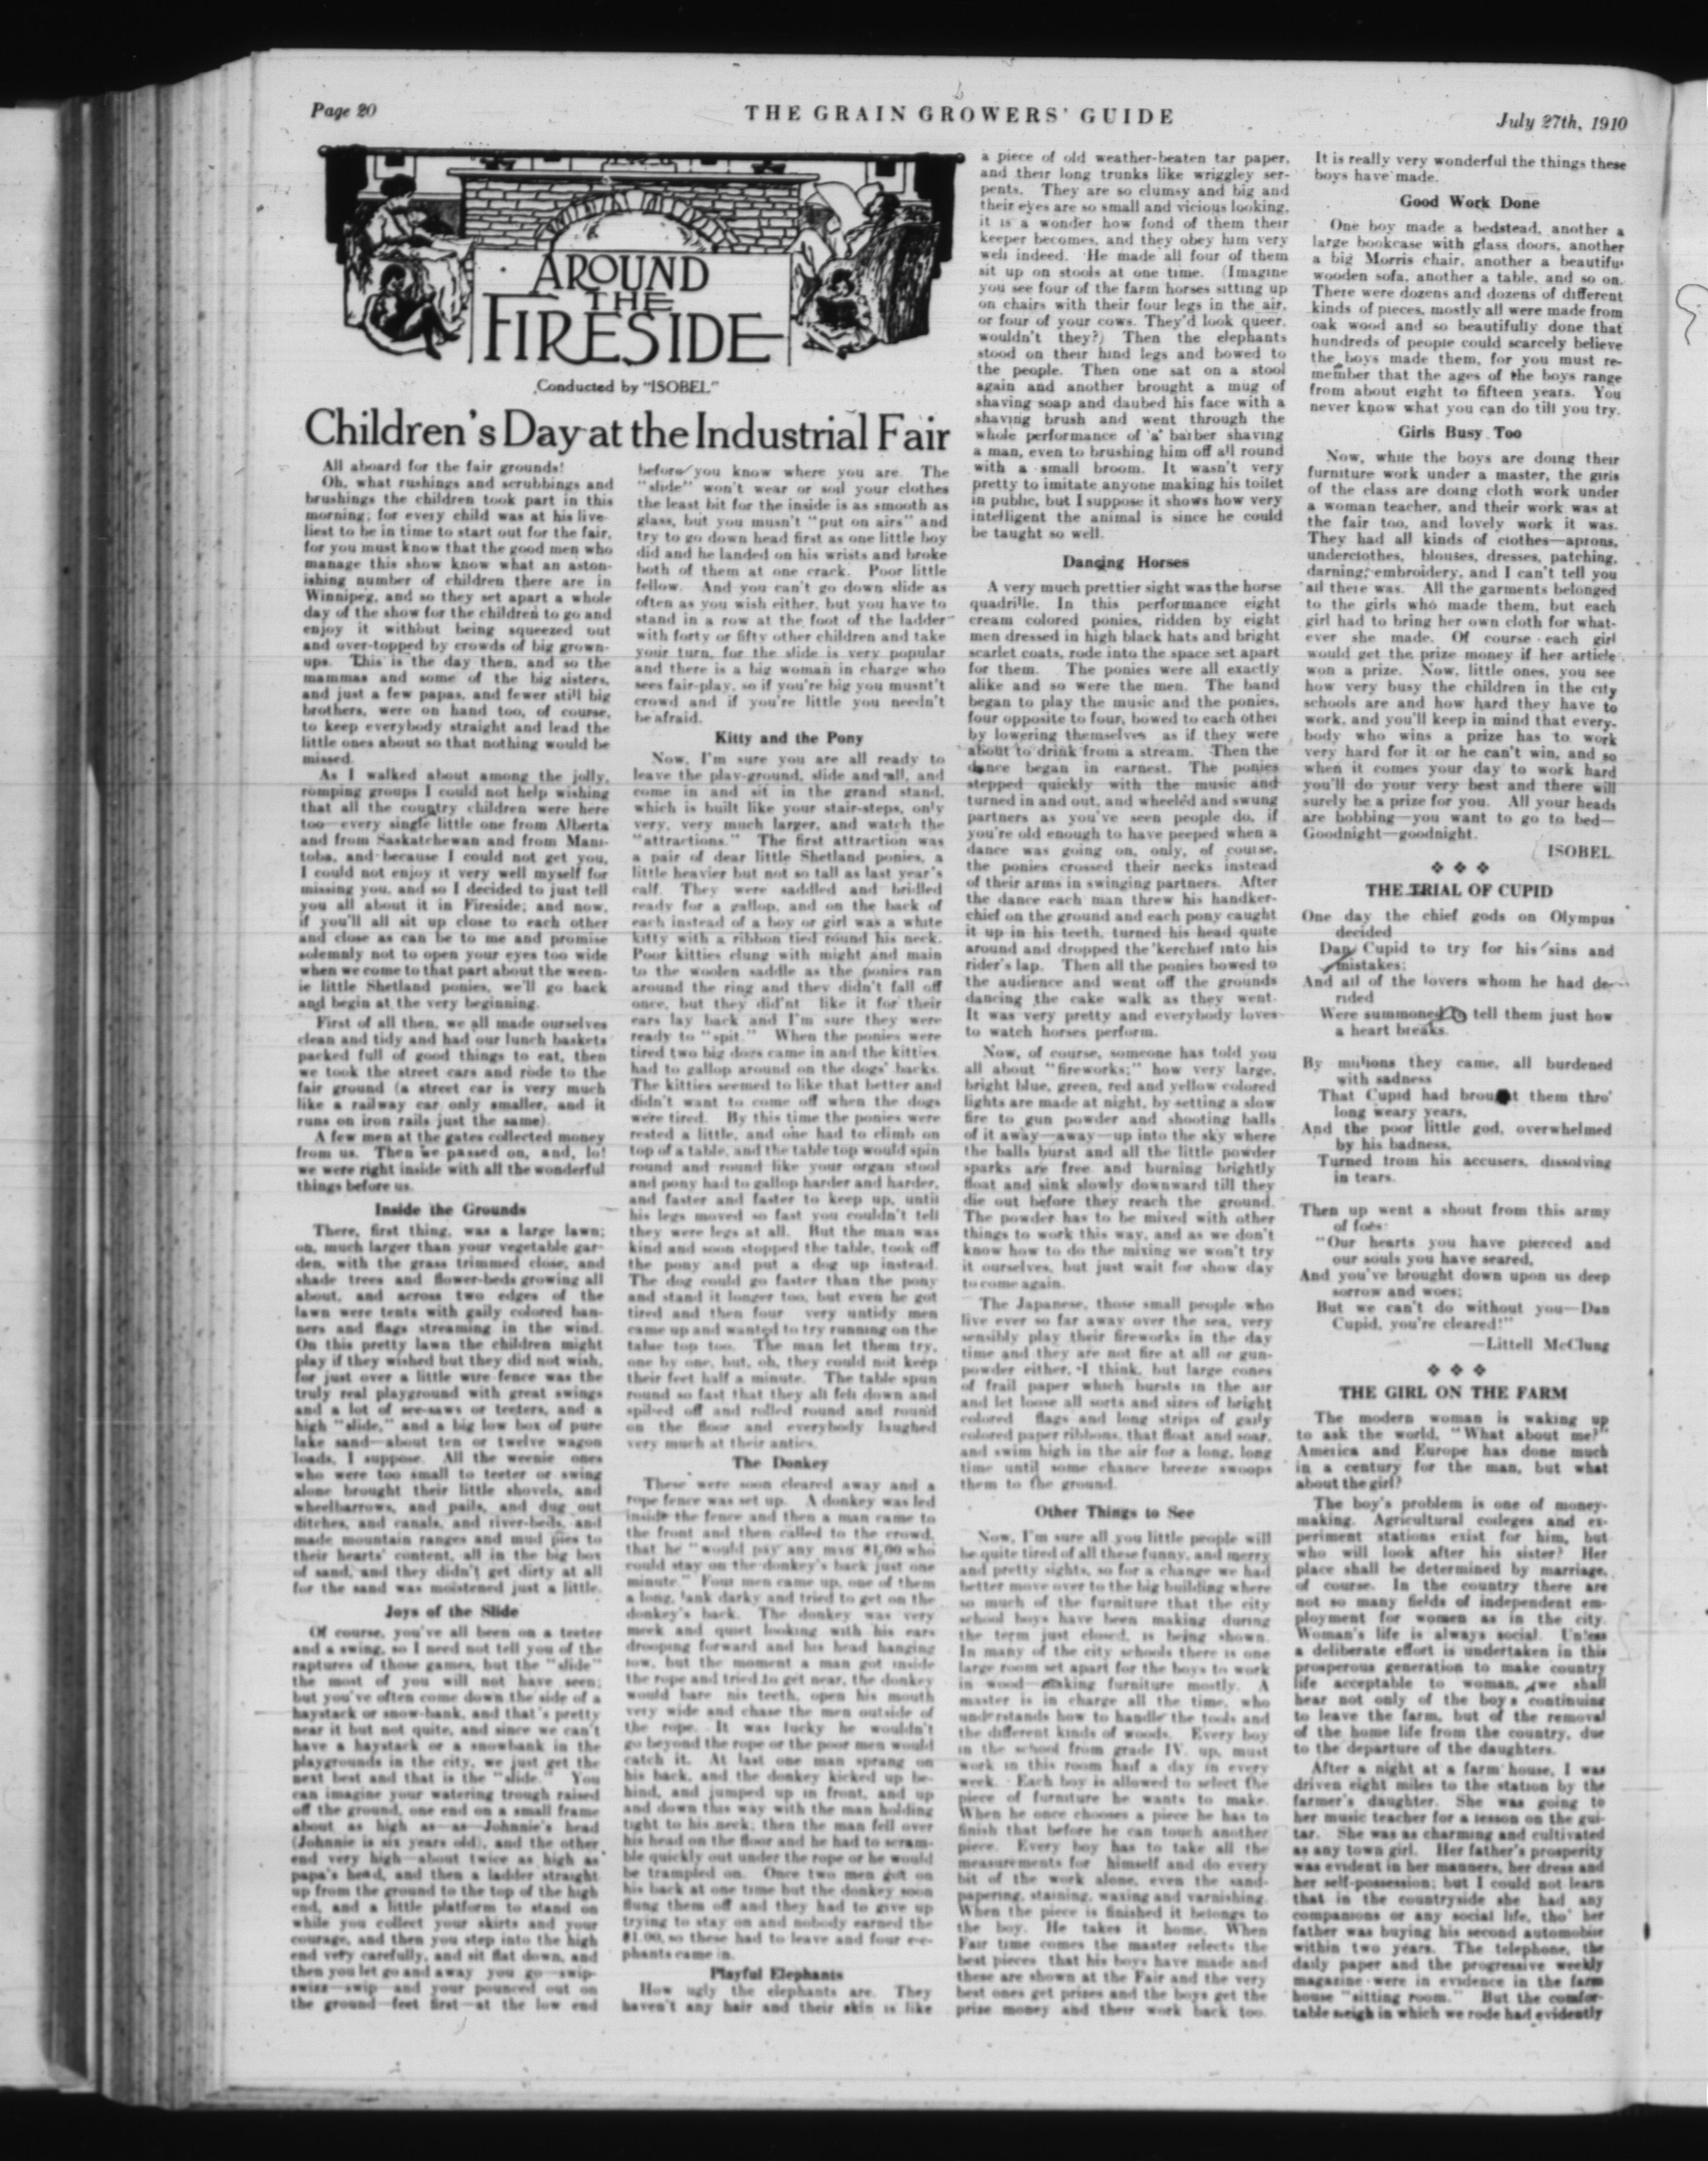 Page 20
THE GRAIN GROWERS' GUIDE
July 27th, 1910
AROUND
THE
FIRESIDE
Conducted by "ISOBEL"
Children's Day at the Industrial Fair
All aboard for the fair grounds!
Oh, what rushings and scrubbings and
brushings the children took part in this
morning; for every child was at his live-
liest to be in time to start out for the fair,
for you must know that the good men who
manage this show know what an aston-
ishing number of children there are in
Winnipeg, and so they set apart a whole
day of the show for the children to go and
enjoy it without being squeezed out
and over-topped by crowds of big grown-
ups. This is the day then, and so the
mammas and some of the big sisters,
and just a few papas, and fewer still big
brothers, were on hand too, of course,
to keep everybody straight and lead the
little ones about so that nothing would be
missed.
As I walked about among the jolly,
romping groups I could not help wishing
that all the country children were here
too—every single little one from Alberta
and from Saskatchewan and from Mani-
toba, and because I could not get you,
I could not enjoy it very well myself for
missing you, and so I decided to just tell
you all about it in Fireside; and now,
if you'll all sit up close to each other
and close as can be to me and promise
solemnly not to open your eyes too wide
when we come to that part about the ween-
ie little Shetland ponies, we'll go back
and begin at the very beginning.
First of all then, we all made ourselves
clean and tidy and had our lunch baskets
packed full of good things to eat, then
we took the street cars and rode to the
fair ground (a street car is very much
like a railway car only smaller, and it
runs on iron rails just the same).
A few men at the gates collected money
from us. Then we passed on, and, lo!
we were right inside with all the wonderful
things before us.
Inside the Grounds
There, first thing, was a large lawn;
oh, much larger than your vegetable gar-
den, with the grass trimmed close, and
shade trees and flower-beds growing all
about, and across two edges of the
lawn were tents with gaily colored ban-
ners and flags streaming in the wind.
On this pretty lawn the children might
play if they wished but they did not wish,
for just over a little wire fence was the
truly real playground with great swings
and a lot of see-saws or teeters, and a
high "slide," and a big low box of pure
lake sand—about ten or twelve wagon
loads, I suppose. All the weenie ones
who were too small to teeter or swing
alone brought their little shovels, and
wheelbarrows, and pails, and dug out
ditches, and canals, and river-beds, and
made mountain ranges and mud pies to
their hearts' content, all in the big box
of sand, and they didn't get dirty at all
for the sand was moistened just a little.
Joys of the Slide
Of course, you've all been on a teeter
and a swing, so I need not tell you of the
raptures of those games, but the "slide"
the most of you will not have seen;
but you've often come down the side of a
haystack or snow-bank, and that's pretty
near it but not quite, and since we can't
have a haystack or a snowbank in the
playgrounds in the city, we just get the
next best and that is the "slide." You
can imagine your watering trough raised
off the ground, one end on a small frame
about as high as—as—Johnnie's head
(Johnnie is six years old), and the other
end very high—about twice as high as
papa's head, and then a ladder straight
up from the ground to the top of the high
end, and a little platform to stand on
while you collect your skirts and your
courage, and then you step into the high
end very carefully, and sit flat down, and
then you let go and away you go—swip-
swizz—swip—and your pounced out on
the ground—feet first—at the low end
before you know where you are. The
"slide" won't wear or soil your clothes
the least bit for the inside is as smooth as
glass, but you musn't "put on airs" and
try to go down head first as one little boy
did and he landed on his wrists and broke
both of them at one crack. Poor little
fellow. And you can't go down slide as
often as you wish either, but you have to
stand in a row at the foot of the ladder
with forty or fifty other children and take
your turn, for the slide is very popular
and there is a big woman in charge who
sees fair-play, so if you're big you musnt't
crowd and if you're little you needn't
be afraid.
Kitty and the Pony
Now, I'm sure you are all ready to
leave the play-ground, slide and all, and
come in and sit in the grand stand,
which is built like your stair-steps, only
very, very much larger, and watch the
"attractions." The first attraction was
a pair of dear little Shetland ponies, a
little heavier but not so tall as last year's
calf. They were saddled and bridled
ready for a gallop, and on the back of
each instead of a boy or girl was a white
kitty with a ribbon tied round his neck.
Poor kitties clung with might and main
to the woolen saddle as the ponies ran
around the ring and they didn't fall off
once, but they did'nt like it for their
ears lay back and I'm sure they were
ready to "spit." When the ponies were
tired two big dogs came in and the kitties
had to gallop around on the dogs' backs.
The kitties seemed to like that better and
didn't want to come off when the dogs
were tired. By this time the ponies were
rested a little, and one had to climb on
top of a table, and the table top would spin
round and round like your organ stool
and pony had to gallop harder and harder,
and faster and faster to keep up, until
his legs moved so fast you couldn't tell
they were legs at all. But the man was
kind and soon stopped the table, took off
the pony and put a dog up instead.
The dog could go faster than the pony
and stand it longer too, but even he got
tired and then four very untidy men
came up and wanted to try running on the
table top too. The man let them try,
one by one, but, oh, they could not keep
their feet half a minute. The table spun
round so fast that they all fell down and
spilled off and rolled round and round
on the floor and everybody laughed
very much at their antics.
The Donkey
These were soon cleared away and a
rope fence was set up. A donkey was led
inside the fence and then a man came to
the front and then called to the crowd,
that he "would pay any man $1.00 who
could stay on the donkey's back just one
minute." Four men came up, one of them
a long, lank darky and tried to get on the
donkey's back. The donkey was very
meek and quiet looking with his ears
drooping forward and his head hanging
low, but the moment a man got inside
the rope and tried to get near, the donkey
would bare his teeth, open his mouth
very wide and chase the men outside of
the rope. It was lucky he wouldn't
go beyond the rope or the poor men would
catch it. At last one man sprang on
his back, and the donkey kicked up be-
hind, and jumped up in front, and up
and down this way with the man holding
tight to his neck; then the man fell over
his head on the floor and he had to scram-
ble quickly out under the rope or he would
be trampled on. Once two men got on
his back at one time but the donkey soon
flung them off and they had to give up
trying to stay on and nobody earned the
$1.00, so these had to leave and four ele-
phants came in.
Playful Elephants
How ugly the elephants are. They
haven't any hair and their skin is like
a piece of old weather-beaten tar paper,
and their long trunks like wriggley ser-
pents. They are so clumsy and big and
their eyes are so small and vicious looking,
it is a wonder how fond of them their
keeper becomes, and they obey him very
well indeed. He made all four of them
sit up on stools at one time. (Imagine
you see four of the farm horses sitting up
on chairs with their four legs in the air,
or four of your cows. They'd look queer,
wouldn't they?) Then the elephants
stood on their hind legs and bowed to
the people. Then one sat on a stool
again and another brought a mug of
shaving soap and daubed his face with a
shaving brush and went through the
whole performance of 'a' barber shaving
a man, even to brushing him off all round
with a small broom. It wasn't very
pretty to imitate anyone making his toilet
in public, but I suppose it shows how very
intelligent the animal is since he could
be taught so well.
Dancing Horses
A very much prettier sight was the horse
quadrille. In this performance eight
cream colored ponies, ridden by eight
men dressed in high black hats and bright
scarlet coats, rode into the space set apart
for them. The ponies were all exactly
alike and so were the men. The band
began to play the music and the ponies,
four opposite to four, bowed to each other
by lowering themselves as if they were
about to drink from a stream. Then the
dance began in earnest. The ponies
stepped quickly with the music and
turned in and out, and wheeled and swung
partners as you've seen people do, if
you're old enough to have peeped when a
dance was going on, only, of course,
the ponies crossed their necks instead
of their arms in swinging partners. After
the dance each man threw his handker-
chief on the ground and each pony caught
it up in his teeth, turned his head quite
around and dropped the 'kerchief into his
rider's lap. Then all the ponies bowed to
the audience and went off the grounds
dancing the cake walk as they went.
It was very pretty and everybody loves
to watch horses perform.
Now, of course, someone has told you
all about "fireworks;" how very large,
bright blue, green, red and yellow colored
lights are made at night, by setting a slow
fire to gun powder and shooting balls
of it away—away—up into the sky where
the balls burst and all the little powder
sparks are free and burning brightly
float and sink slowly downward till they
die out before they reach the ground.
The powder has to be mixed with other
things to work this way, and as we don't
know how to do the mixing we won't try
it ourselves, but just wait for show day
to come again.
The Japanese, those small people who
live ever so far away over the sea, very
sensibly play their fireworks in the day
time and they are not fire at all or gun-
powder either, I think, but large cones
of frail paper which bursts in the air
and let loose all sorts and sizes of bright
colored flags and long strips of gaily
colored paper ribbons, that float and soar,
and swim high in the air for a long, long
time until some chance breeze swoops
them to the ground.
Other Things to See
Now, I'm sure all you little people will
be quite tired of all these funny, and merry
and pretty sights, so for a change we had
better move over to the big building where
so much of the furniture that the city
school boys have been making during
the term just closed, is being shown.
In many of the city schools there is one
large room set apart for the boys to work
in wood—making furniture mostly. A
master is in charge all the time, who
understands how to handle the tools and
the different kinds of woods. Every boy
in the school from grade IV. up, must
work in this room half a day in every
week. Each boy is allowed to select the
piece of furniture he wants to make.
When he once chooses a piece he has to
finish that before he can touch another
piece. Every boy has to take all the
measurements for himself and do every
bit of the work alone, even the sand-
papering, staining, waxing and varnishing.
When the piece is finished it belongs to
the boy. He takes it home. When
Fair time comes the master selects the
best pieces that his boys have made and
these are shown at the Fair and the very
best ones get prizes and the boys get the
prize money and their work back too.
It is really very wonderful the things these
boys have made.
Good Work Done
One boy made a bedstead, another a
large bookcase with glass doors, another
a big Morris chair, another a beautiful
wooden sofa, another a table, and so on.
There were dozens and dozens of different
kinds of pieces, mostly all were made from
oak wood and so beautifully done that
hundreds of people could scarcely believe
the boys made them, for you must re-
member that the ages of the boys range
from about eight to fifteen years. You
never know what you can do till you try.
Girls Busy Too
Now, while the boys are doing their
furniture work under a master, the girls
of the class are doing cloth work under
a woman teacher, and their work was at
the fair too, and lovely work it was.
They had all kinds of clothes—aprons,
underclothes, blouses, dresses, patching,
darning, embroidery, and I can't tell you
all there was. All the garments belonged
to the girls who made them, but each
girl had to bring her own cloth for what-
ever she made. Of course each girl
would get the prize money if her article
won a prize. Now, little ones, you see
how very busy the children in the city
schools are and how hard they have to
work, and you'll keep in mind that every-
body who wins a prize has to work
very hard for it or he can't win, and so
when it comes your day to work hard
you'll do your very best and there will
surely be a prize for you. All your heads
are bobbing—you want to go to bed—
Goodnight—goodnight.
ISOBEL
THE TRIAL OF CUPID
One day the chief gods on Olympus
decided
Dan Cupid to try for his sins and
mistakes;
And all of the lovers whom he had de-
rided
Were summoned to tell them just how
a heart breaks.
By millions they came, all burdened
with sadness
That Cupid had brought them thro'
long weary years,
And the poor little god, overwhelmed
by his badness,
Turned from his accusers, dissolving
in tears.
Then up went a shout from this army
of foes:
"Our hearts you have pierced and
our souls you have seared,
And you've brought down upon us deep
sorrow and woes;
But we can't do without you—Dan
Cupid, you're cleared!"
—Littell McClung
THE GIRL ON THE FARM
The modern woman is waking up
to ask the world, "What about me?"
America and Europe has done much
in a century for the man, but what
about the girl?
The boy's problem is one of money-
making. Agricultural colleges and ex-
periment stations exist for him, but
who will look after his sister? Her
place shall be determined by marriage,
of course. In the country there are
not so many fields of independent em-
ployment for women as in the city.
Woman's life is always social. Unless
a deliberate effort is undertaken in this
prosperous generation to make country
life acceptable to woman, we shall
hear not only of the boys continuing
to leave the farm, but of the removal
of the home life from the country, due
to the departure of the daughters.
After a night at a farm house, I was
driven eight miles to the station by the
farmer's daughter. She was going to
her music teacher for a lesson on the gui-
tar. She was as charming and cultivated
as any town girl. Her father's prosperity
was evident in her manners, her dress and
her self-possession; but I could not learn
that in the countryside she had any
companions or any social life, tho' her
father was buying his second automobile
within two years. The telephone, the
daily paper and the progressive weekly
magazine were in evidence in the farm
house "sitting room." But the comfor-
table sleigh in which we rode had evidently